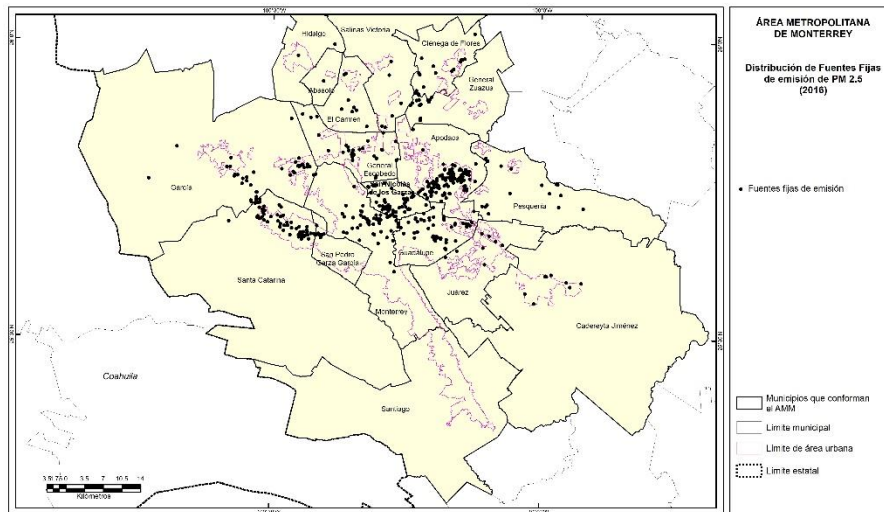 Salinas Victoria
Hidalgo
Ciénega de Flores
Abasolo
General
Zuazua
El Carmen
Apodaca
General
Escobedo
García
San Nicolás
de los Garza
Pesquería
San Pedro
Garza García
Guadalupe
Santa Catarina
Juárez
Monterrey
Cadereyta Jiménez
Coahuila
Santiago
Kilómetros
ÁREA METROPOLITANA
DE MONTERREY
Distribución de Fuentes Fijas
de emisión de PM 2.5
(2016)
Fuentes fijas de emisión
Municipios que conforman
el AMM
Límite municipal
Límite de área urbana
Límite estatal